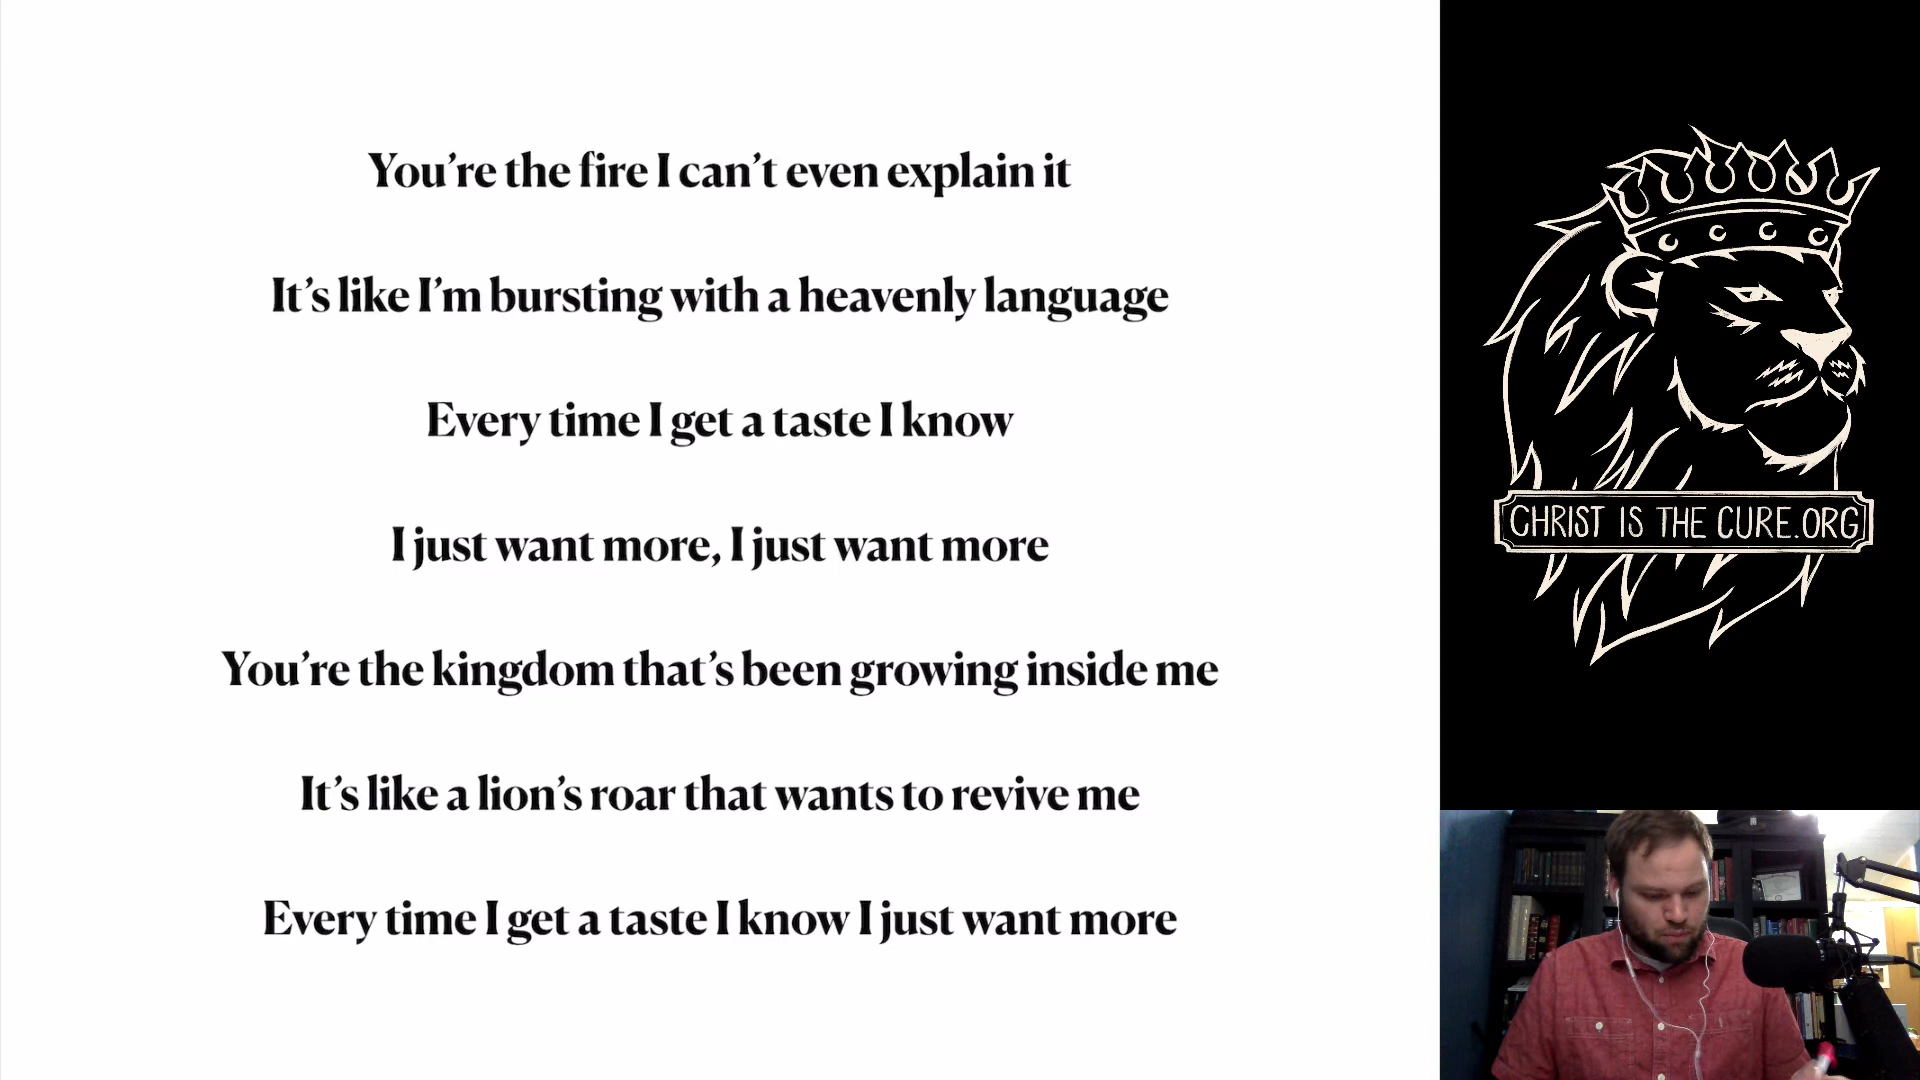 You’re the fire I can’t even explain it
It’s like I’m bursting with a heavenly language
Every time I get a taste I know
I just want more, I just want more
You’re the kingdom that’s been growing inside me
It’s like a lion’s roar that wants to revive me
Every time I get a taste I know I just want more
CHRIST IS THE CURE.ORG